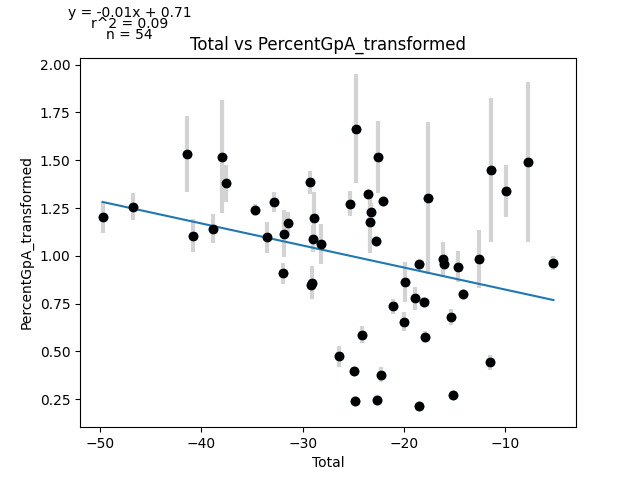 y = -0.01x + 0.71
r^2 = 0.09
n = 54
Total vs PercentGpA_transformed
PercentGpA_transformed
2.00
1.75
1.50
1.25
1.00
0.75
0.50
0.25
−50
−40
−30
−20
−10
Total